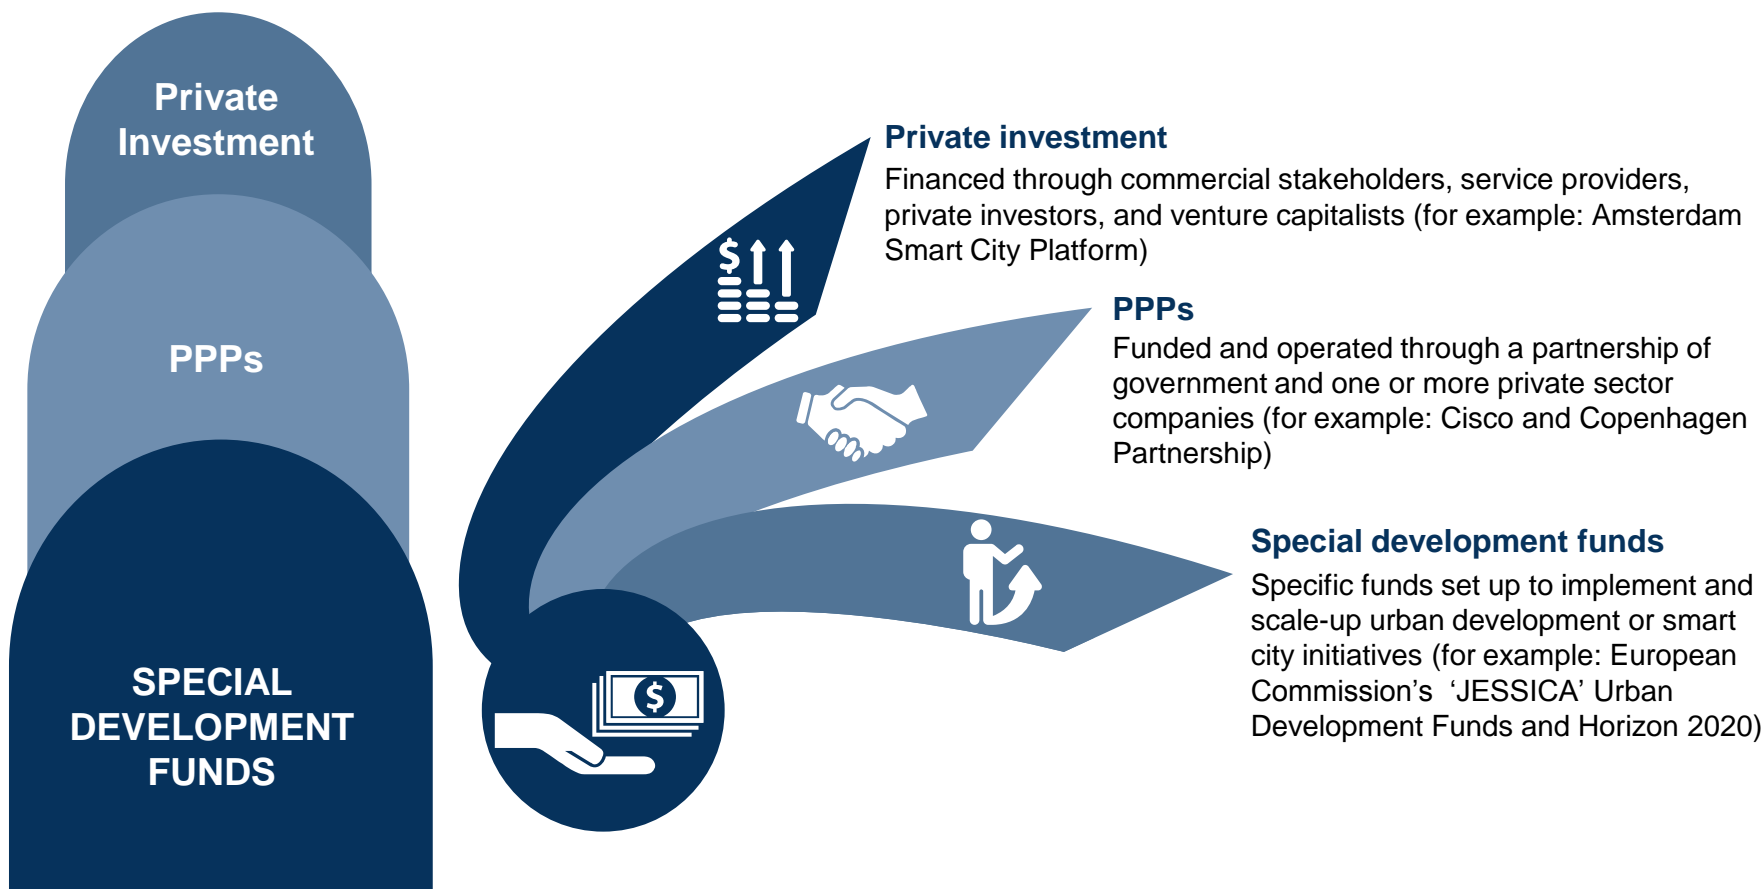 Private
Investment
PPPs
SPECIAL
DEVELOPMENT
FUNDS
$
$
Private investment
Financed through commercial stakeholders, service providers,
private investors, and venture capitalists (for example: Amsterdam
Smart City Platform)
PPPs
Funded and operated through a partnership of
government and one or more private sector
companies (for example: Cisco and Copenhagen
Partnership)
Special development funds
Specific funds set up to implement and
scale-up urban development or smart
city initiatives (for example: European
Commission’s ‘JESSICA’ Urban
Development Funds and Horizon 2020)